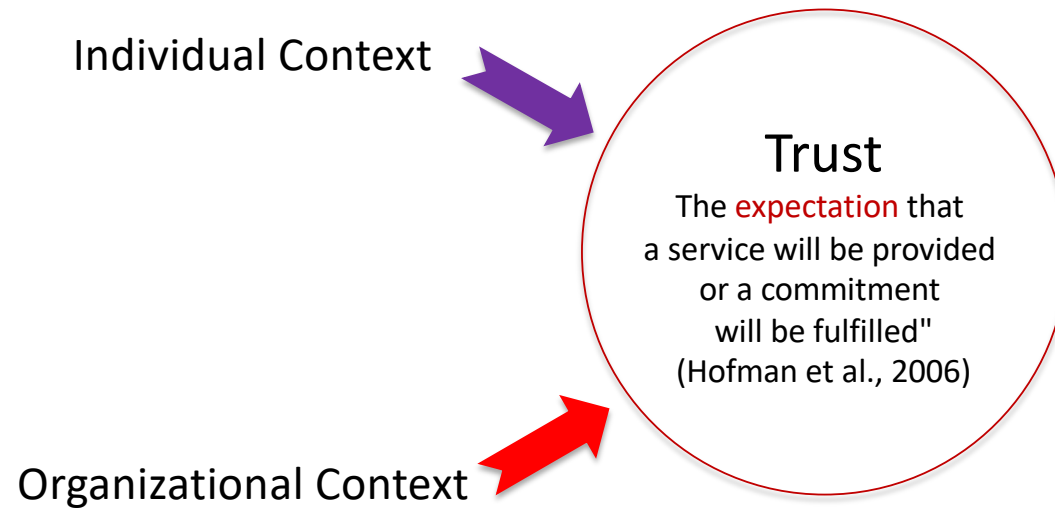 Individual Context
Trust
The expectation that
a service will be provided
or a commitment
will be fulfilled"
(Hofman et al., 2006)
Organizational Context